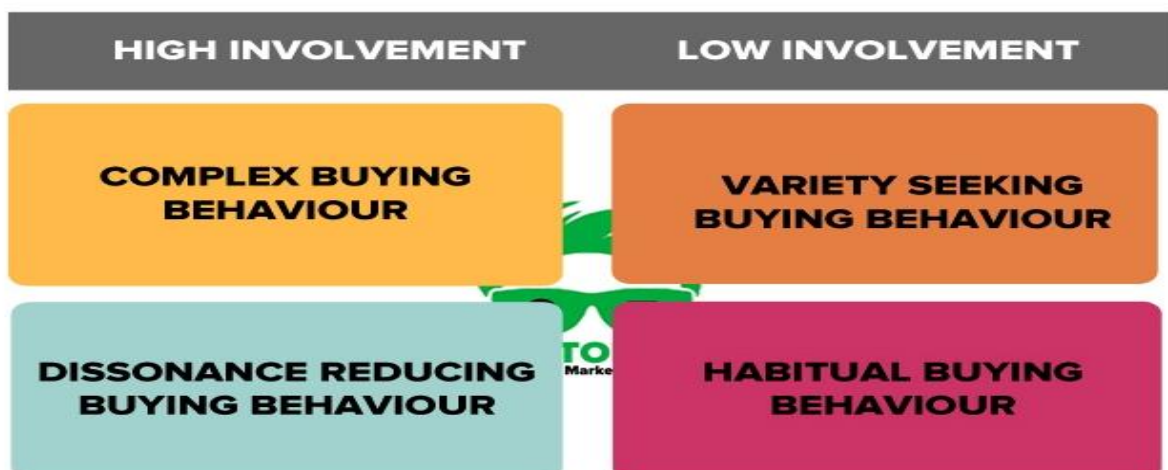 HIGH INVOLVEMENT
LOW INVOLVEMENT
COMPLEX BUYING
BEHAVIOUR
VARIETY SEEKING
BUYING BEHAVIOUR
DISSONANCE REDUCING
BUYING BEHAVIOUR
HABITUAL BUYING
BEHAVIOUR